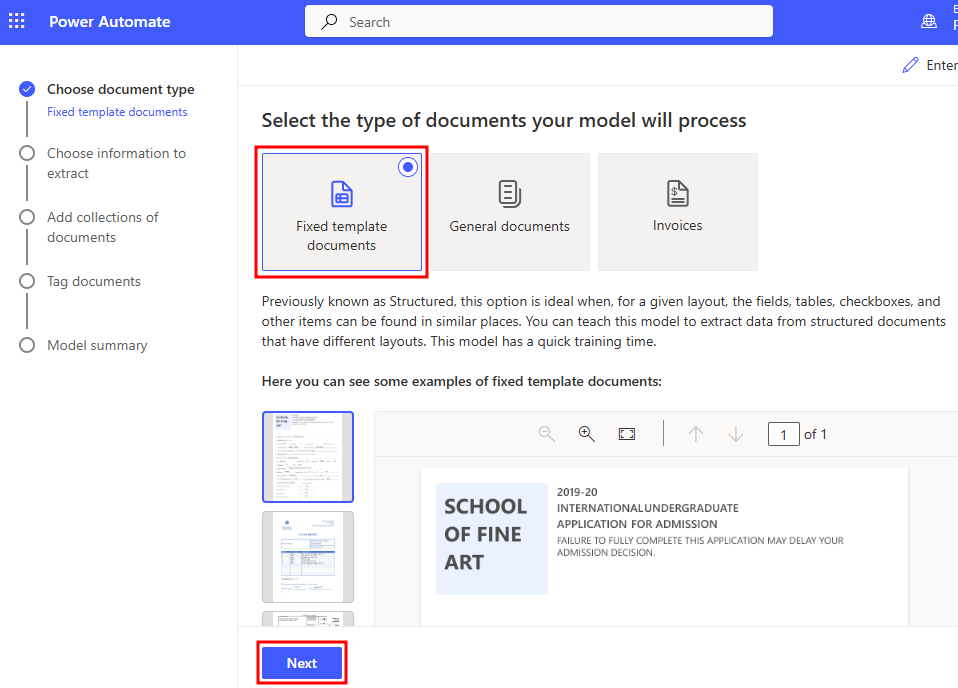 Power Automate
Search
Enter
Choose document type
Fixed template documents
Choose information to
extract
Add collections of
documents
Tag documents
Model summary
Select the type of documents your model will process
Fixed template
documents
General documents
Invoices
Previously known as Structured, this option is ideal when, for a given layout, the fields, tables, checkboxes, and
other items can be found in similar places. You can teach this model to extract data from structured documents
that have different layouts. This model has a quick training time.
Here you can see some examples of fixed template documents:
1 of 1
SCHOOL
OF FINE
ART
2019-20
INTERNATIONAL UNDERGRADUATE
APPLICATION FOR ADMISSION
FAILURE TO FULLY COMPLETE THIS APPLICATION MAY DELAY YOUR
ADMISSION DECISION.
Next